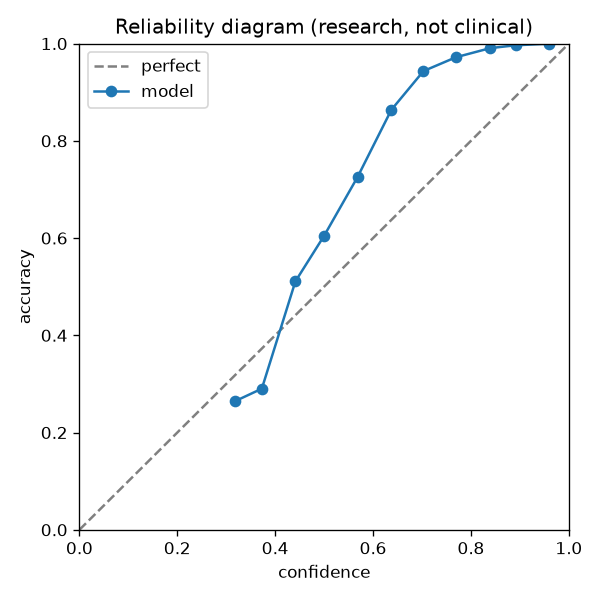 Reliability diagram (research, not clinical)
perfect
model
1.0
0.8
0.6
0.4
0.2
0.0
accuracy
0.0 0.2 0.4 0.6 0.8 1.0
confidence